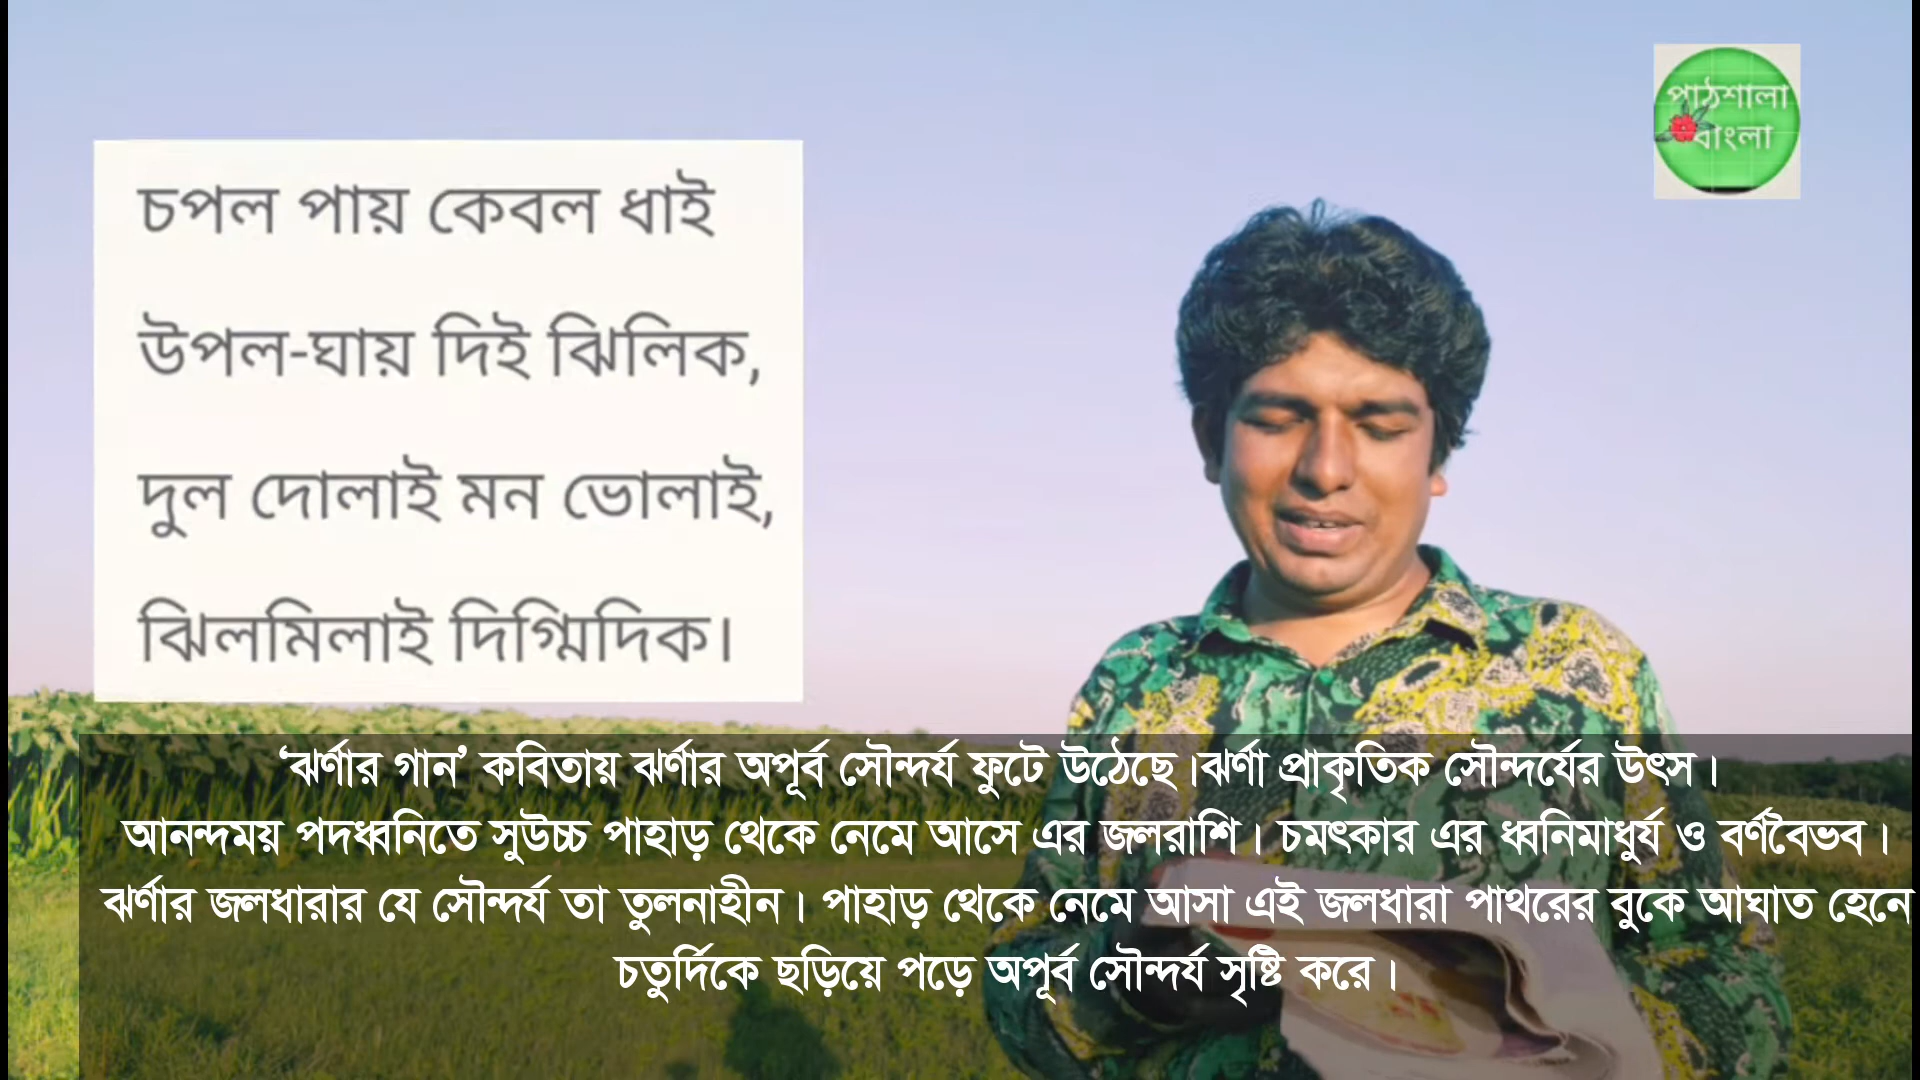 পাঠশালা
বাংলা
চপল পায় কেবল ধাই
উপল-ঘায় দিই ঝিলিক,
দুল দোলাই মন ভোলাই,
ঝিলমিলাই দিগ্বিদিক।
‘ঝর্ণার গান’ কবিতায় ঝর্ণার অপূর্ব সৌন্দর্য ফুটে উঠেছে।ঝর্ণা প্রাকৃতিক সৌন্দর্যের উৎস।
আনন্দময় পদধ্বনিতে সুউচ্চ পাহাড় থেকে নেমে আসে এর জলরাশি। চমৎকার এর ধ্বনিমাধুর্য ও বর্ণবৈভব।
ঝর্ণার জলধারার যে সৌন্দর্য তা তুলনাহীন। পাহাড় থেকে নেমে আসা এই জলধারা পাথরের বুকে আঘাত হেনে
চতুর্দিকে ছড়িয়ে পড়ে অপূর্ব সৌন্দর্য সৃষ্টি করে।